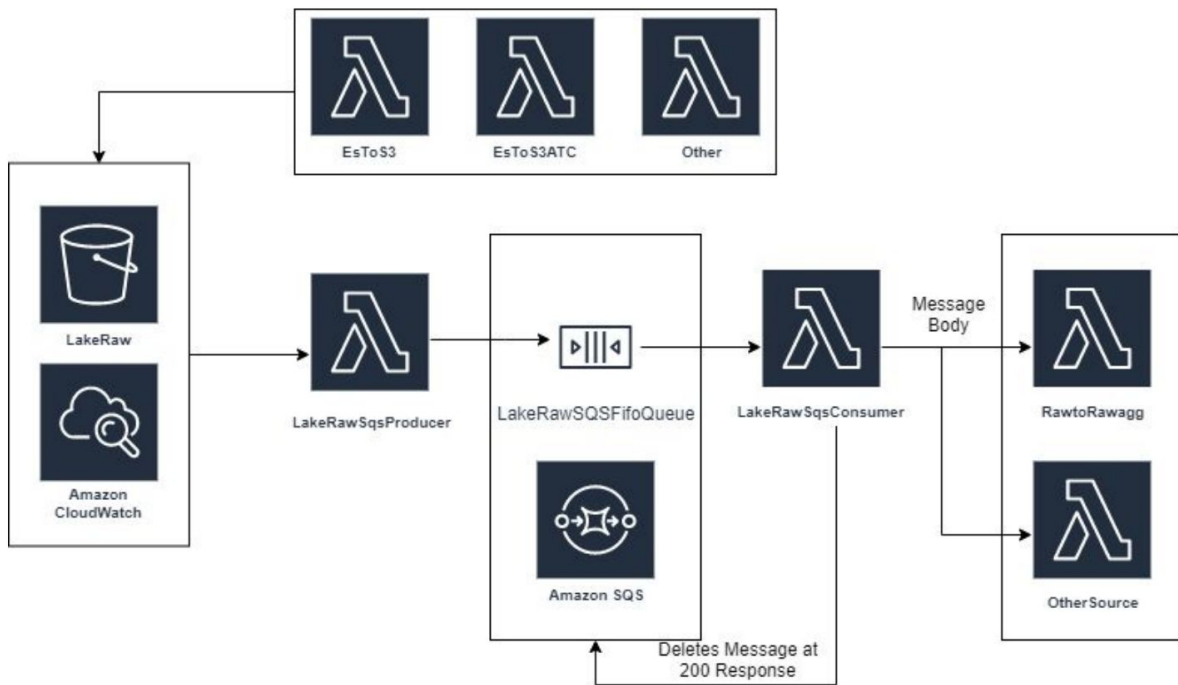 EsToS3
EsToS3ATC
Other
LakeRaw
Amazon
CloudWatch
LakeRawSqsProducer
LakeRawSQSFifoQueue
Amazon SQS
LakeRawSqsConsumer
Message
Body
RawtoRawagg
OtherSource
Deletes Message at
200 Response